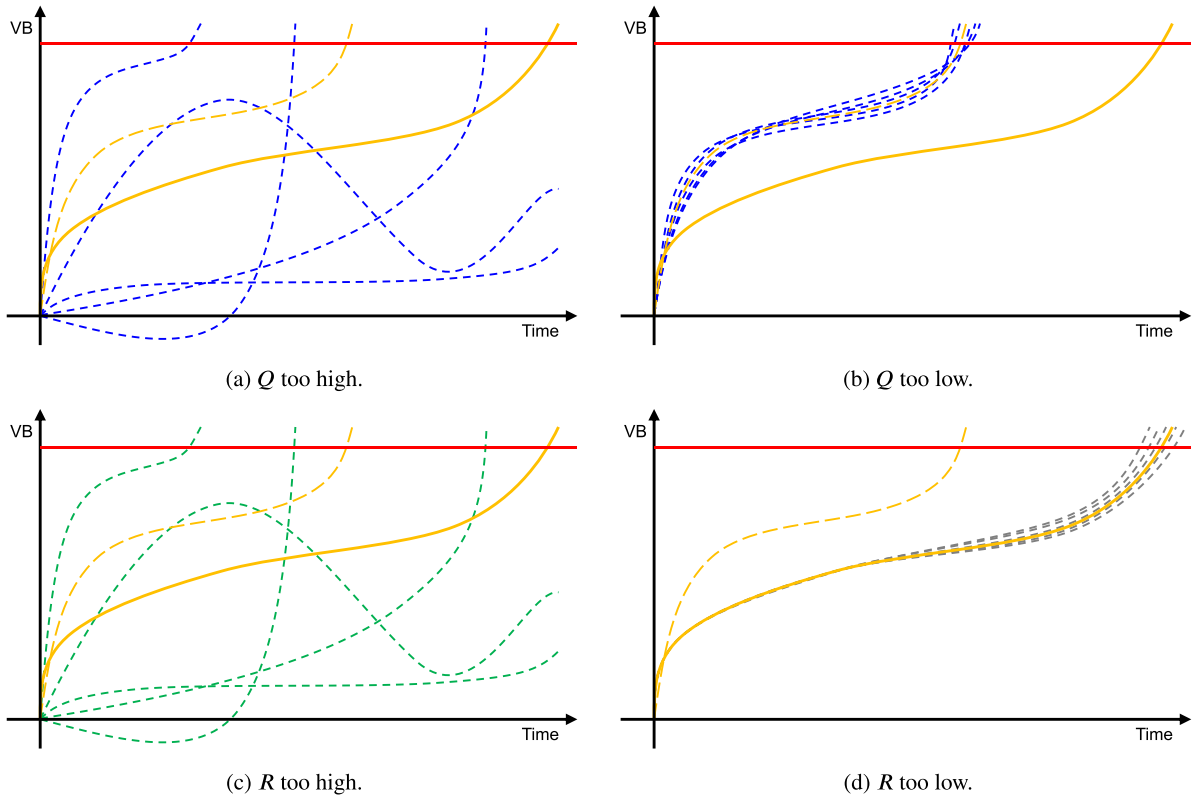 VB
Time
(a) Q too high.
VB
Time
(b) Q too low.
VB
Time
(c) R too high.
VB
Time
(d) R too low.